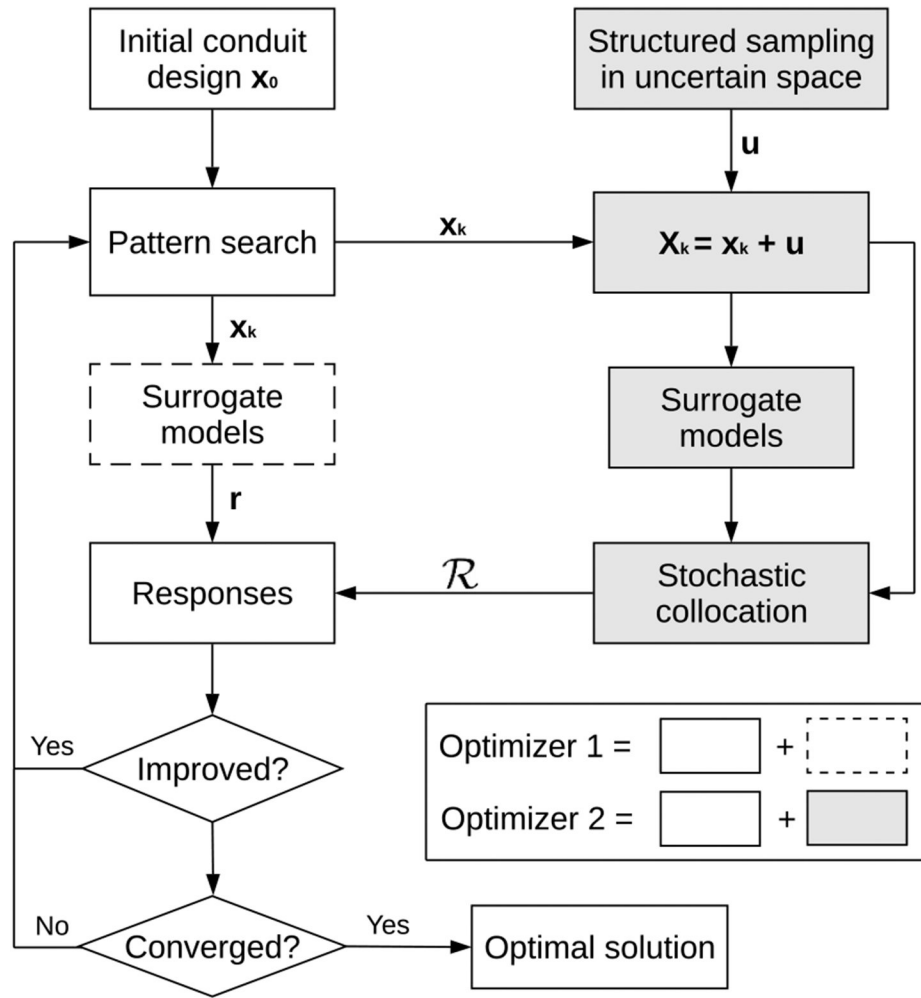 Initial conduit
design x₀
Structured sampling
in uncertain space
u
Pattern search
xₖ
Xₖ = xₖ + u
xₖ
Surrogate
models
Surrogate
models
r
Responses
ℛ
Stochastic
collocation
Yes
Improved?
Optimizer 1 = +
Optimizer 2 = +
No
Converged?
Yes
Optimal solution